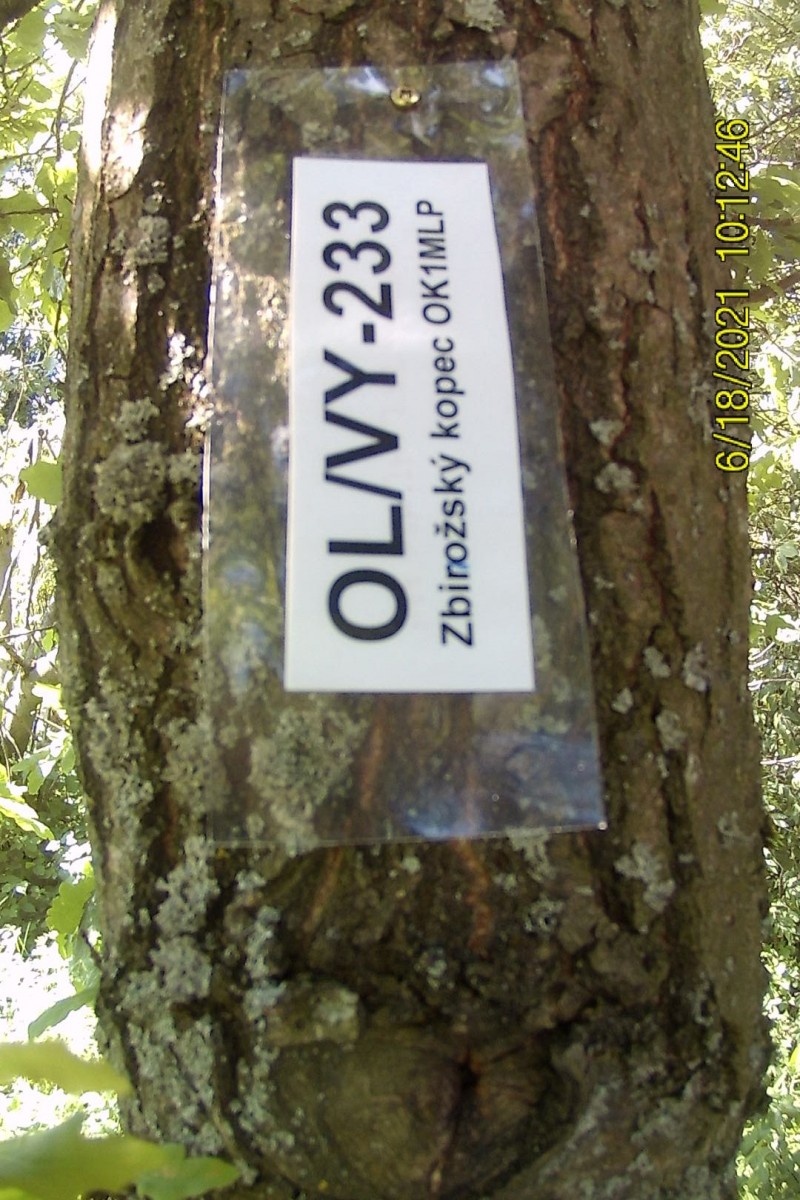 OL/VY-233
Zbirožský kopec OK1MLP
6/18/2021 10:12:46